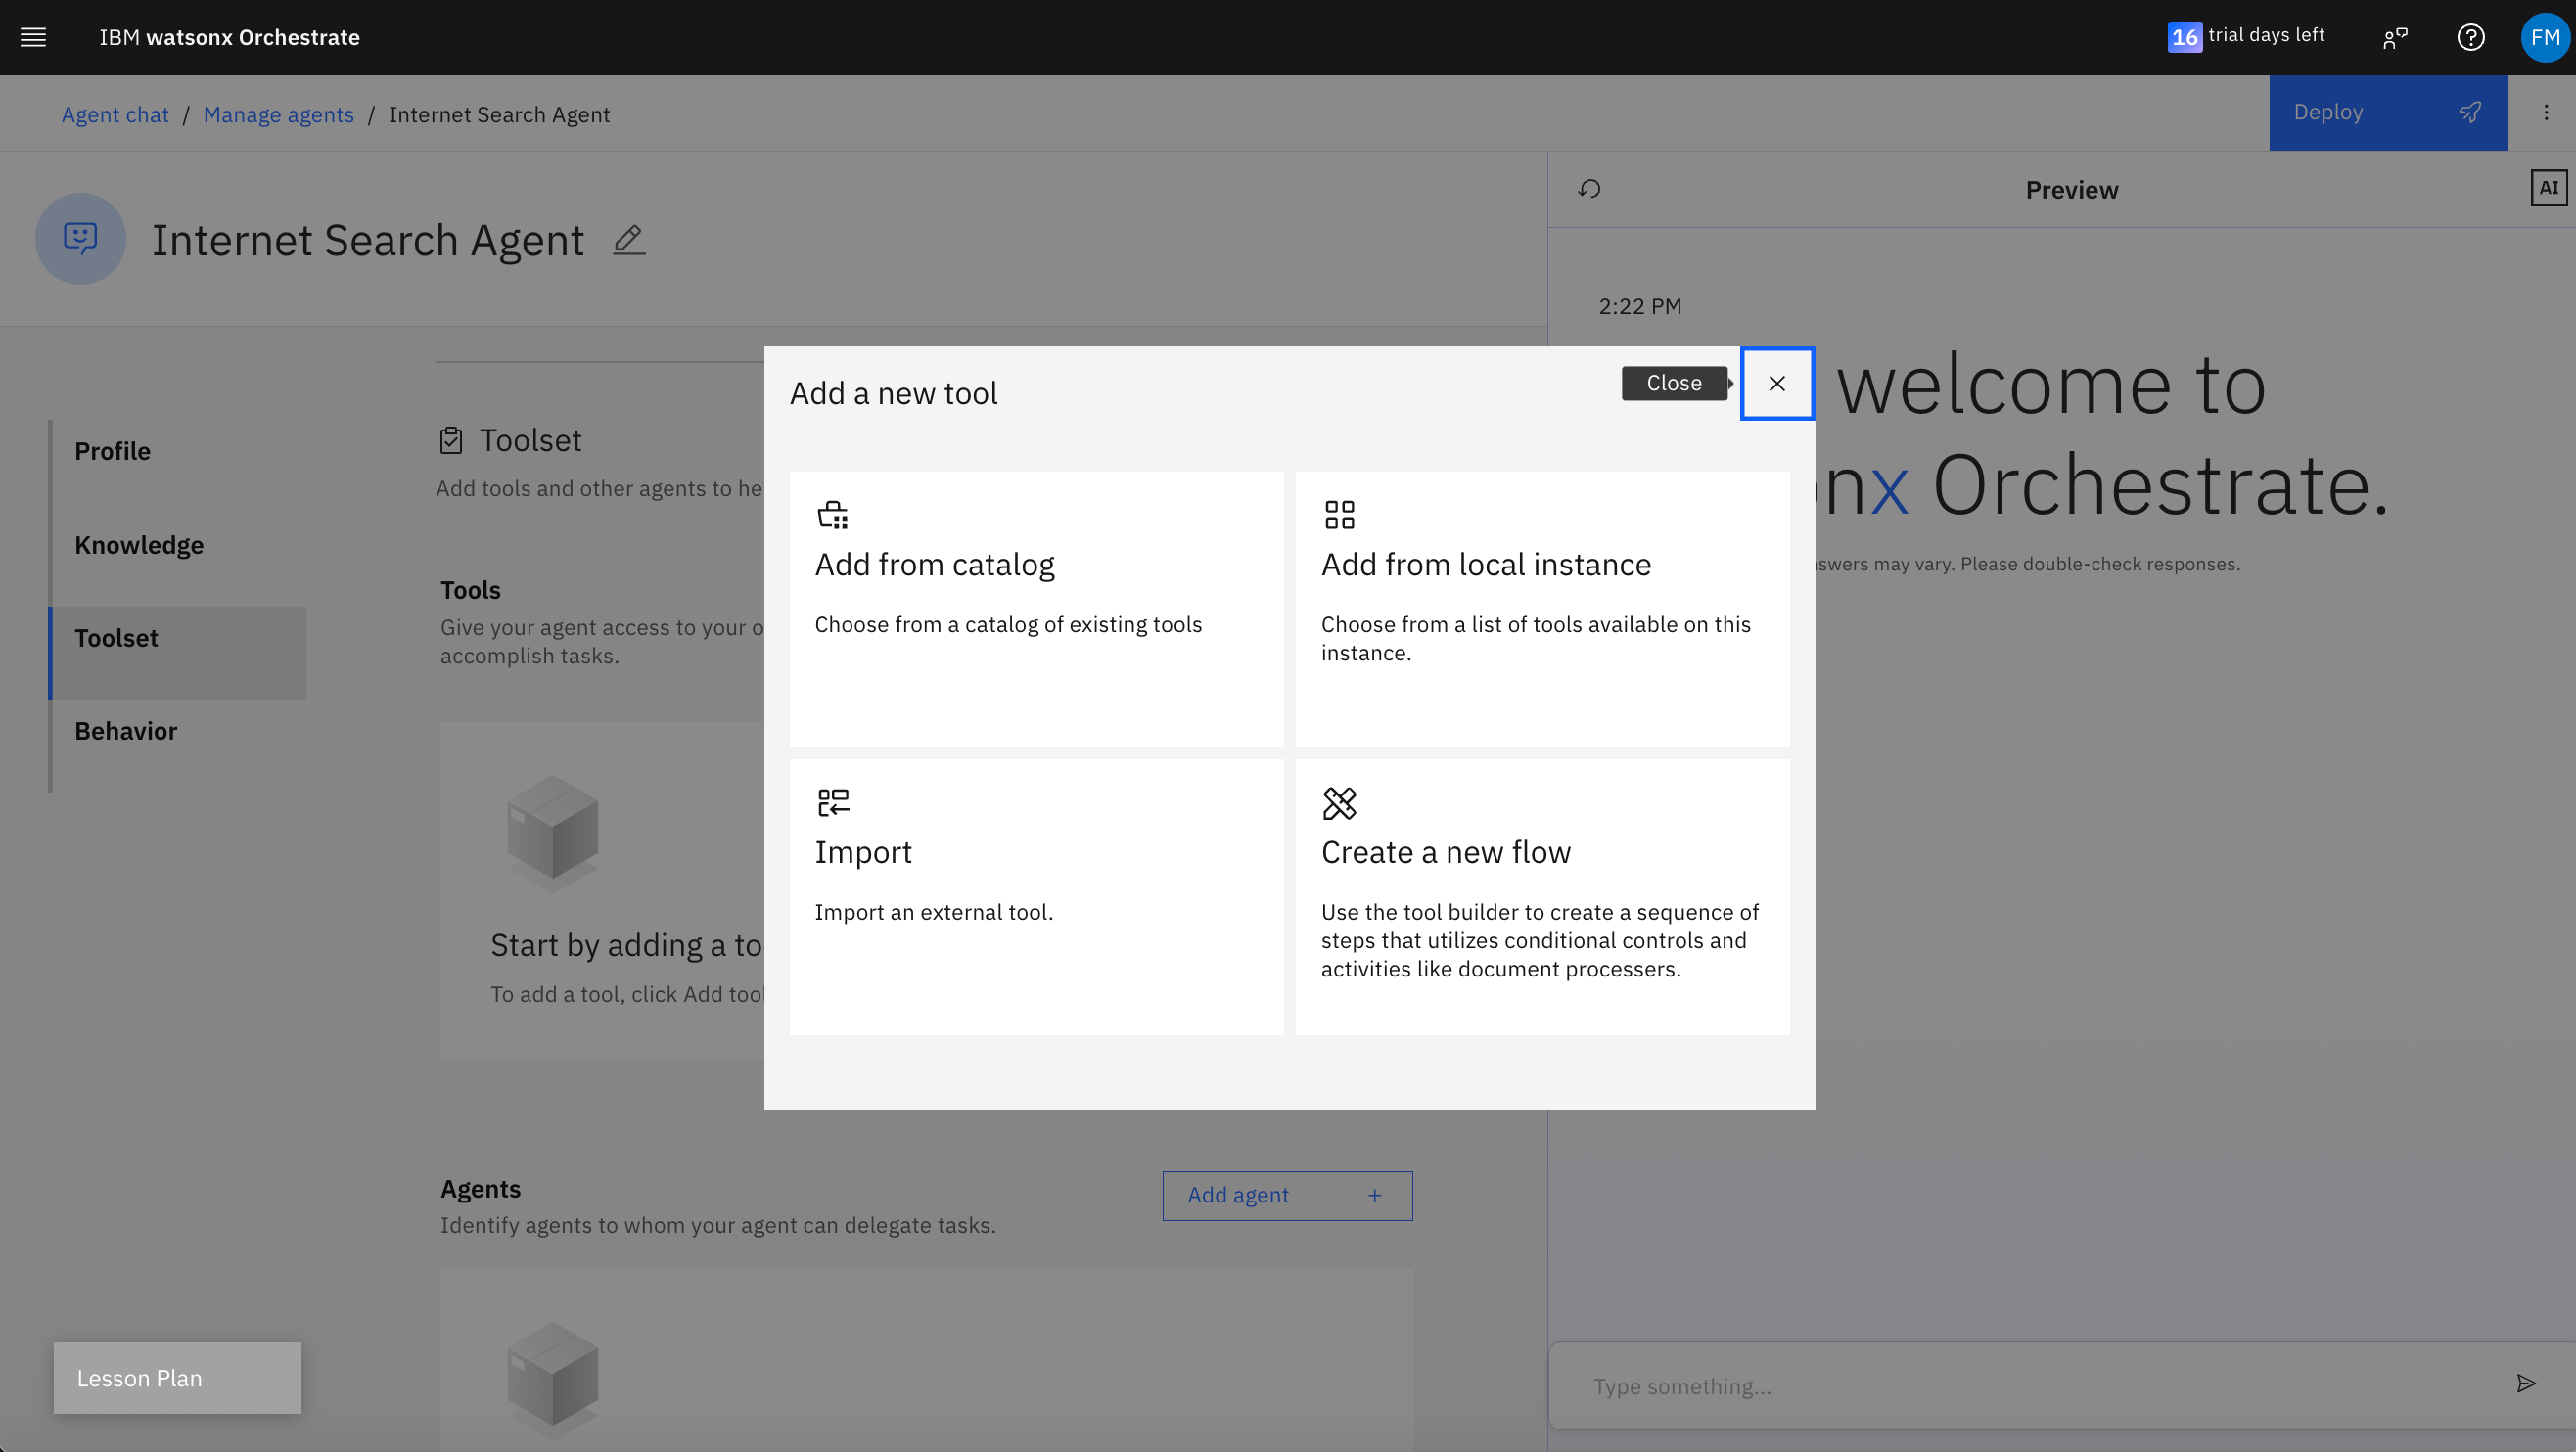 IBM watsonx Orchestrate
16 trial days left
FM
Agent chat / Manage agents / Internet Search Agent
Deploy
Internet Search Agent
Preview
AI
2:22 PM
welcome to
nx Orchestrate.
answers may vary. Please double-check responses.
Profile
Knowledge
Toolset
Behavior
Toolset
Add tools and other agents to he
Tools
Give your agent access to your o
accomplish tasks.
Start by adding a to
To add a tool, click Add tool
Add a new tool
Close
Add from catalog
Choose from a catalog of existing tools
Add from local instance
Choose from a list of tools available on this
instance.
Import
Import an external tool.
Create a new flow
Use the tool builder to create a sequence of
steps that utilizes conditional controls and
activities like document processers.
Agents
Identify agents to whom your agent can delegate tasks.
Add agent +
Lesson Plan
Type something...